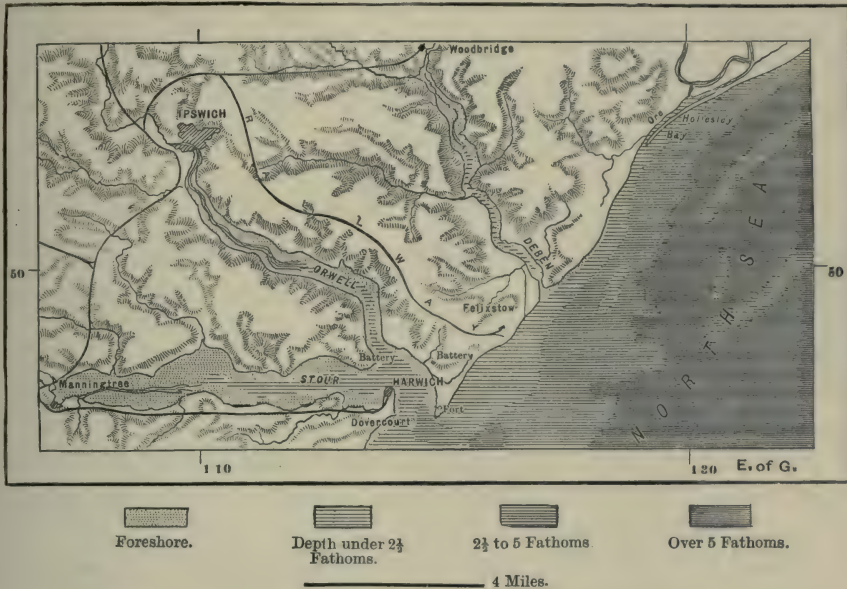 Woodbridge
IPSWICH
RAILWAY
Ore
Hollesley
Bay
DEBEN
50
50
ORWELL
Felixstow
NORTH SEA
Battery
Battery
Manningtree
STOUR
HARWICH
Fort
Dovercourt
1 10
1 20
E. of G.
Foreshore.
Depth under 2½
Fathoms.
2½ to 5 Fathoms
Over 5 Fathoms.
4 Miles.